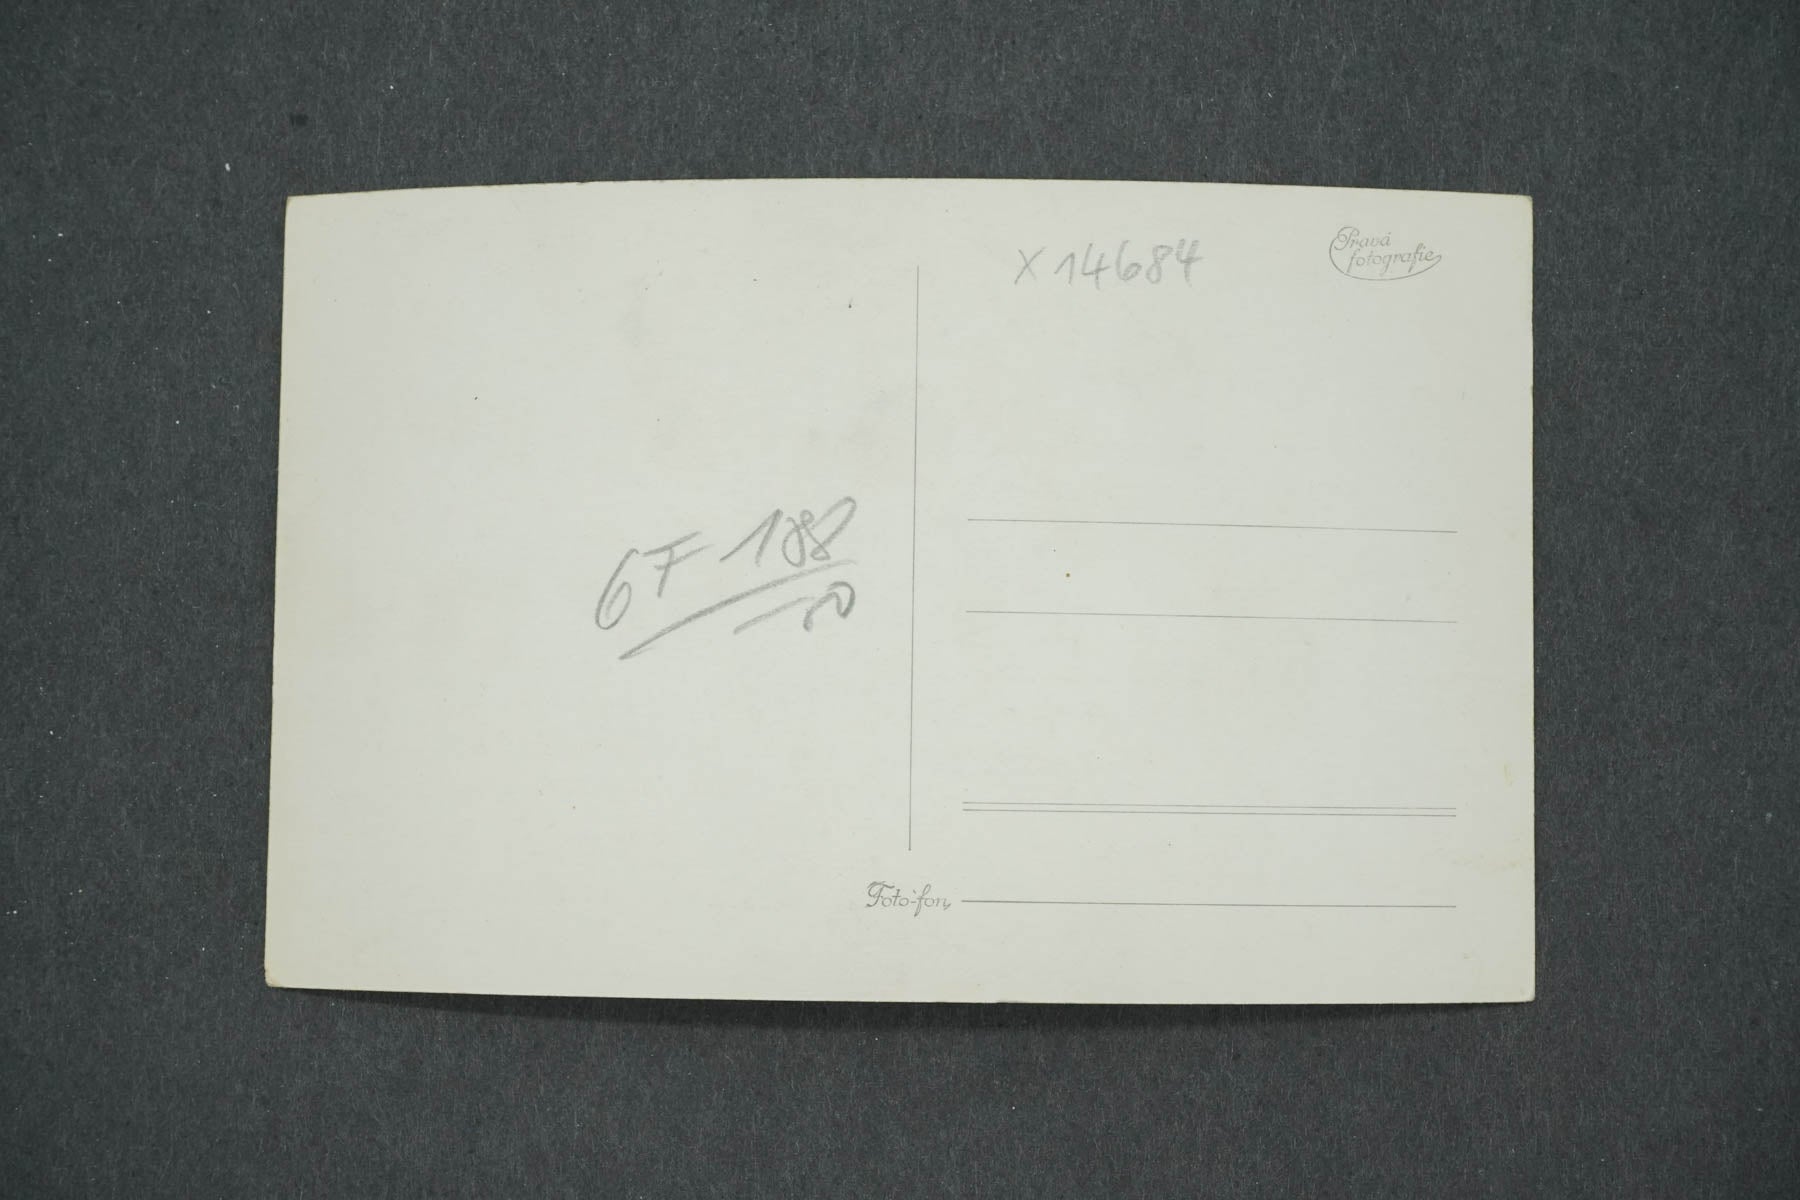 X 14684
Pravá
fotografie
6F 188
Foto-fon